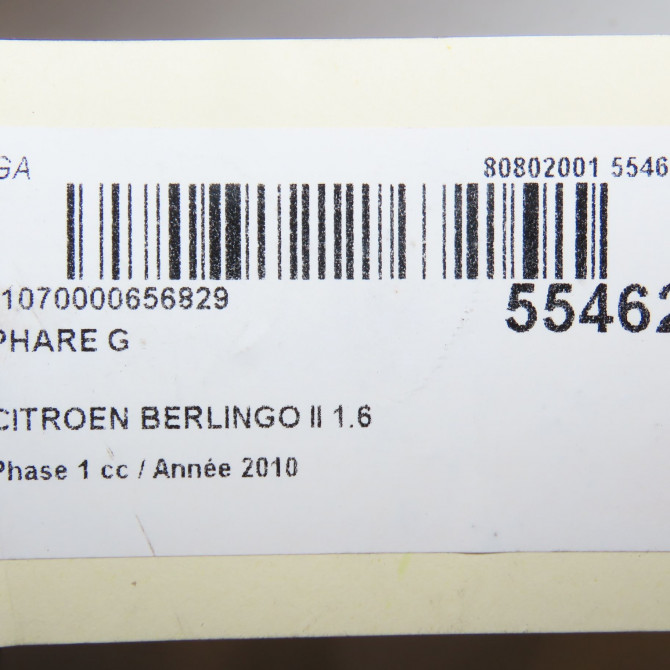 GA
80802001 5546
1070000656829
55462
PHARE G
CITROEN BERLINGO II 1.6
Phase 1 cc / Année 2010